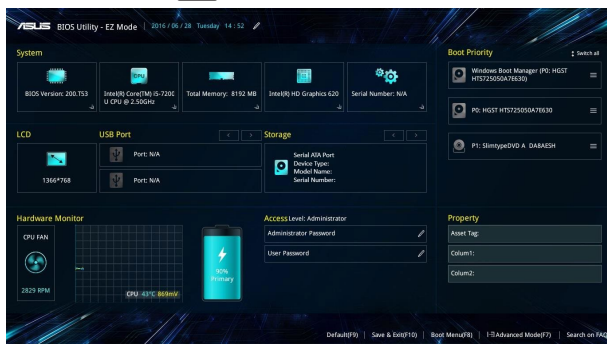 ASUS BIOS Utility - EZ Mode 2016/06/28 Tuesday 14:52
System
BIOS Version: 200.T53
CPU
Intel(R) Core(TM) i5-7200
U CPU @ 2.50GHz
Total Memory: 8192 MB
Intel(R) HD Graphics 620
Serial Number: N/A
Boot Priority
Switch all
Windows Boot Manager (P0: HGST
HTS725050A7E630)
P0: HGST HTS725050A7E630
P1: SlimtypeDVD A DA8AESH
LCD
1366*768
USB Port
Port: N/A
Port: N/A
Storage
Serial ATA Port
Device Type:
Model Name:
Serial Number:
Hardware Monitor
CPU FAN
2829 RPM
CPU 43°C 869mV
90%
Primary
Access Level: Administrator
Administrator Password
User Password
Property
Asset Tag:
Colum1:
Colum2:
Default(F9) Save & Exit(F10) Boot Menu(F8) Advanced Mode(F7) Search on FAQ